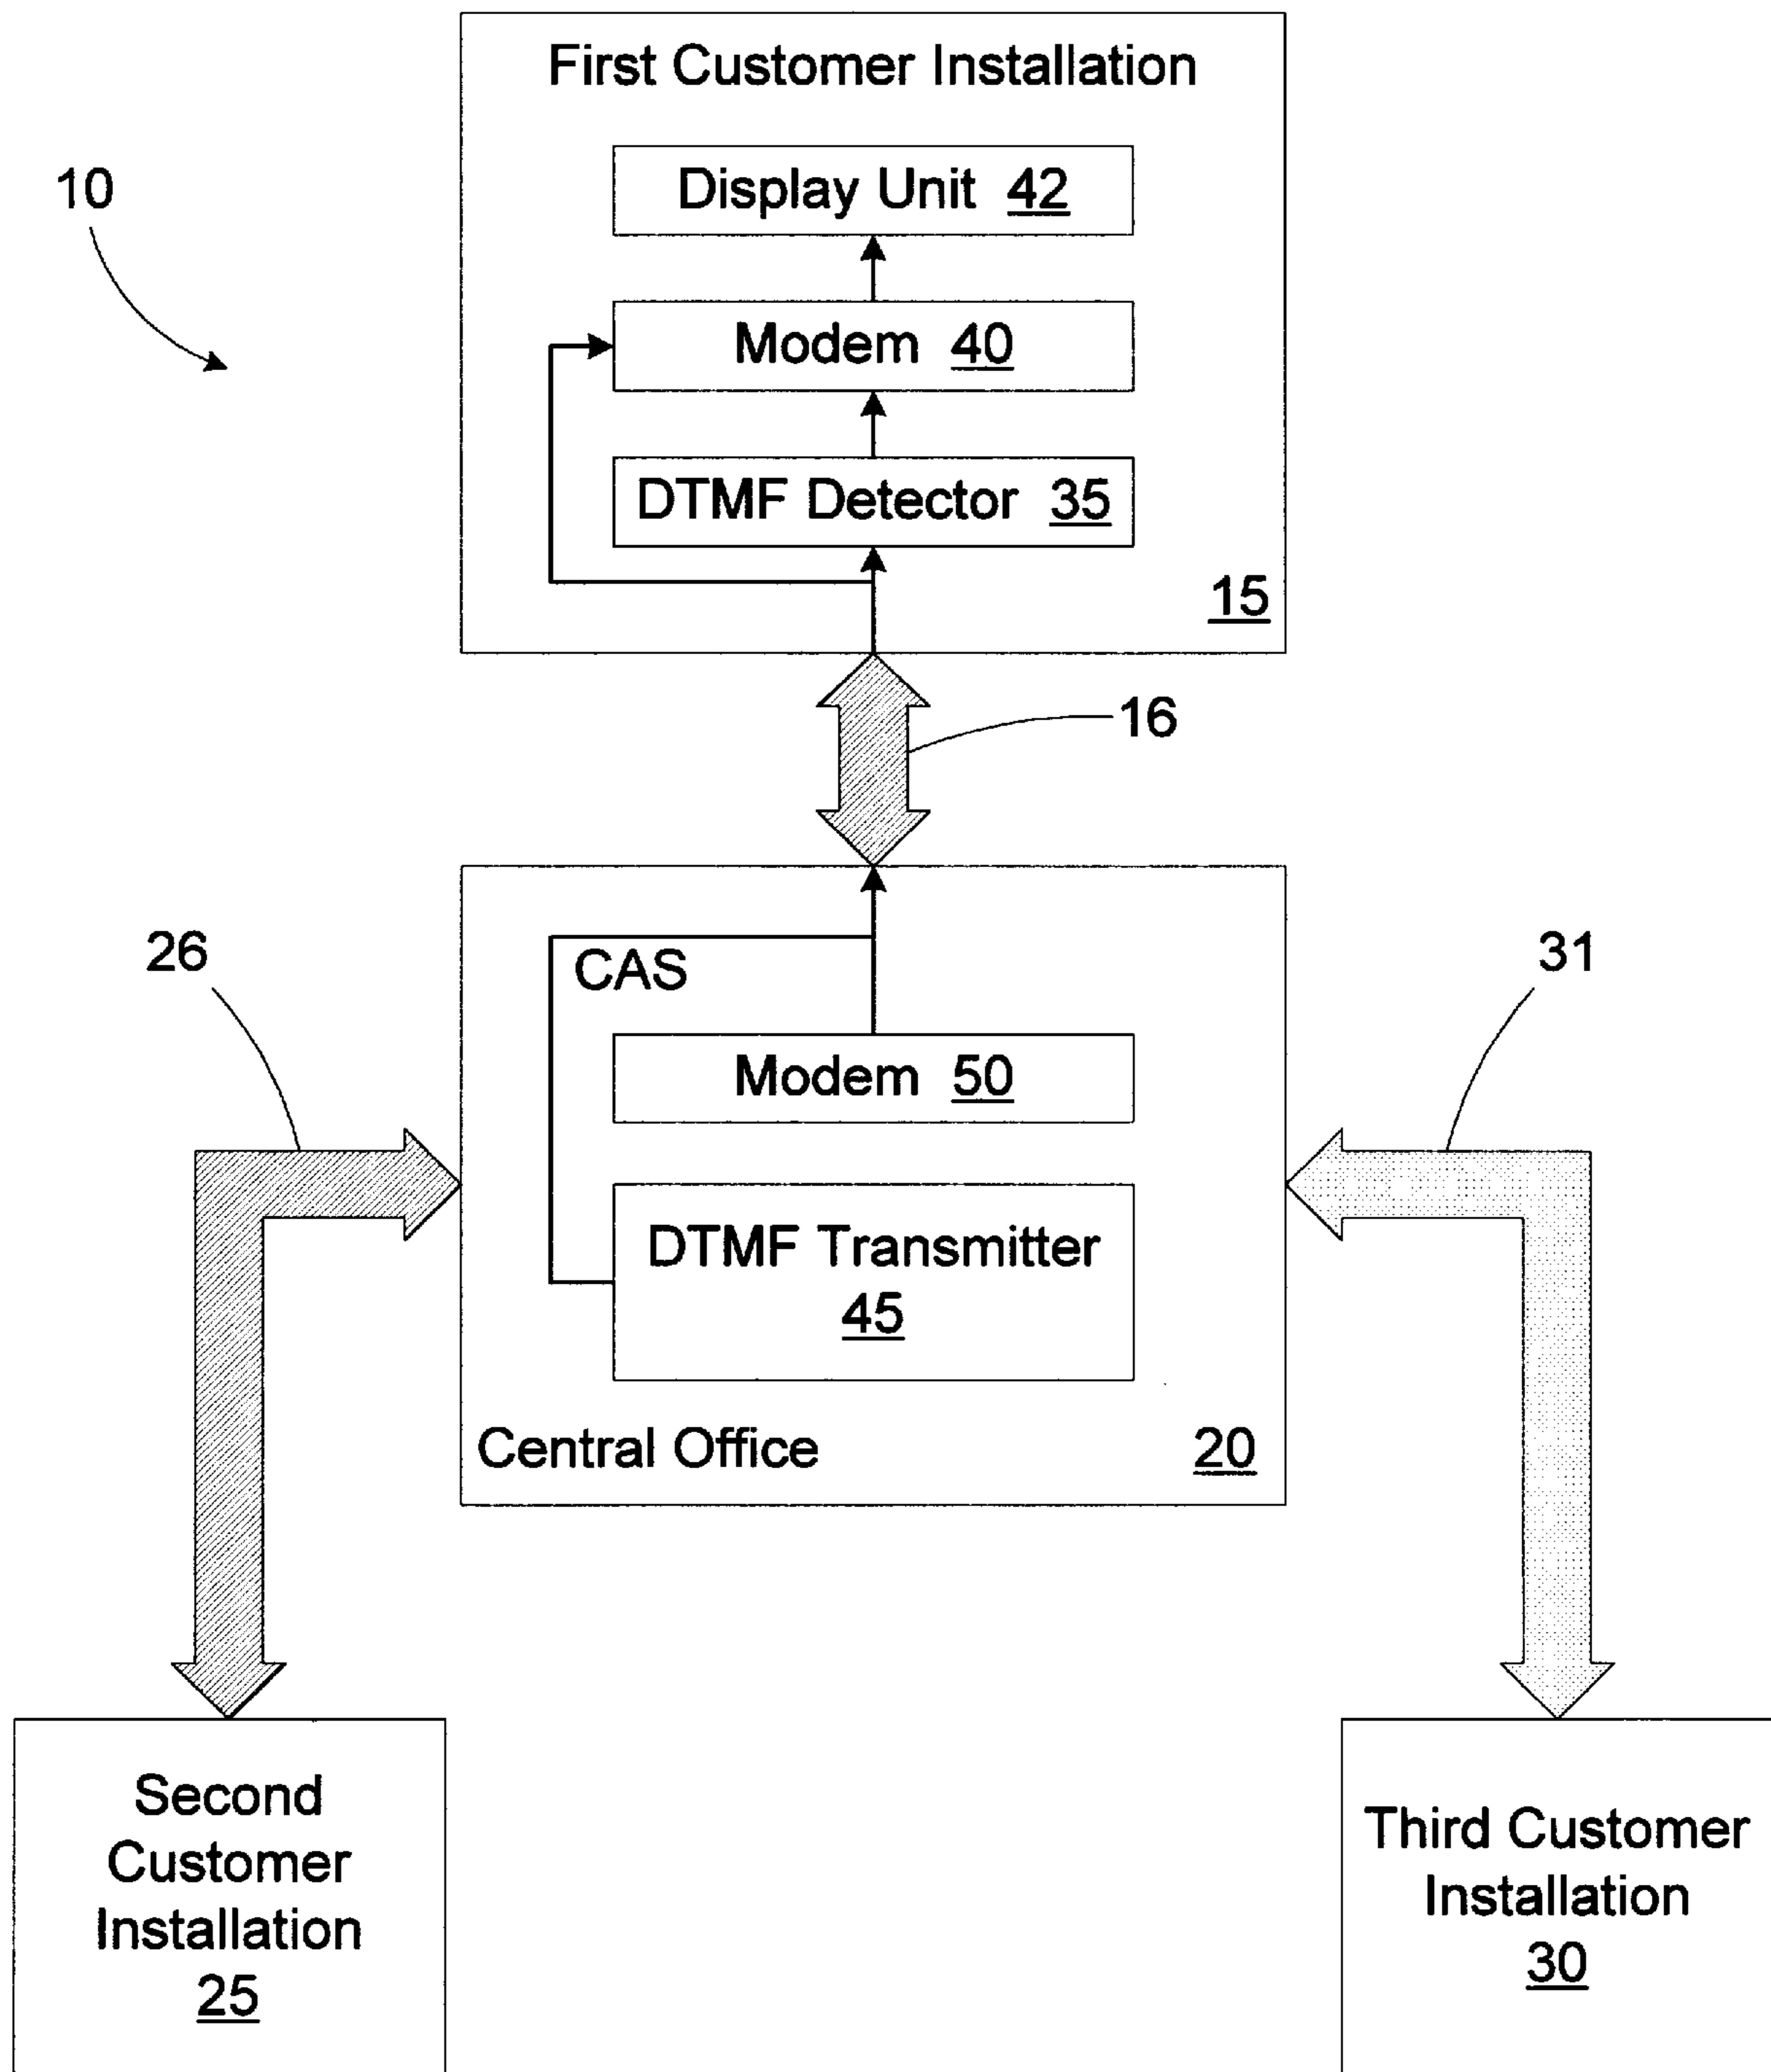 First Customer Installation
10
Display Unit 42
Modem 40
DTMF Detector 35
15
16
26
CAS
31
Modem 50
DTMF Transmitter
45
Central Office 20
Second
Customer
Installation
25
Third Customer
Installation
30